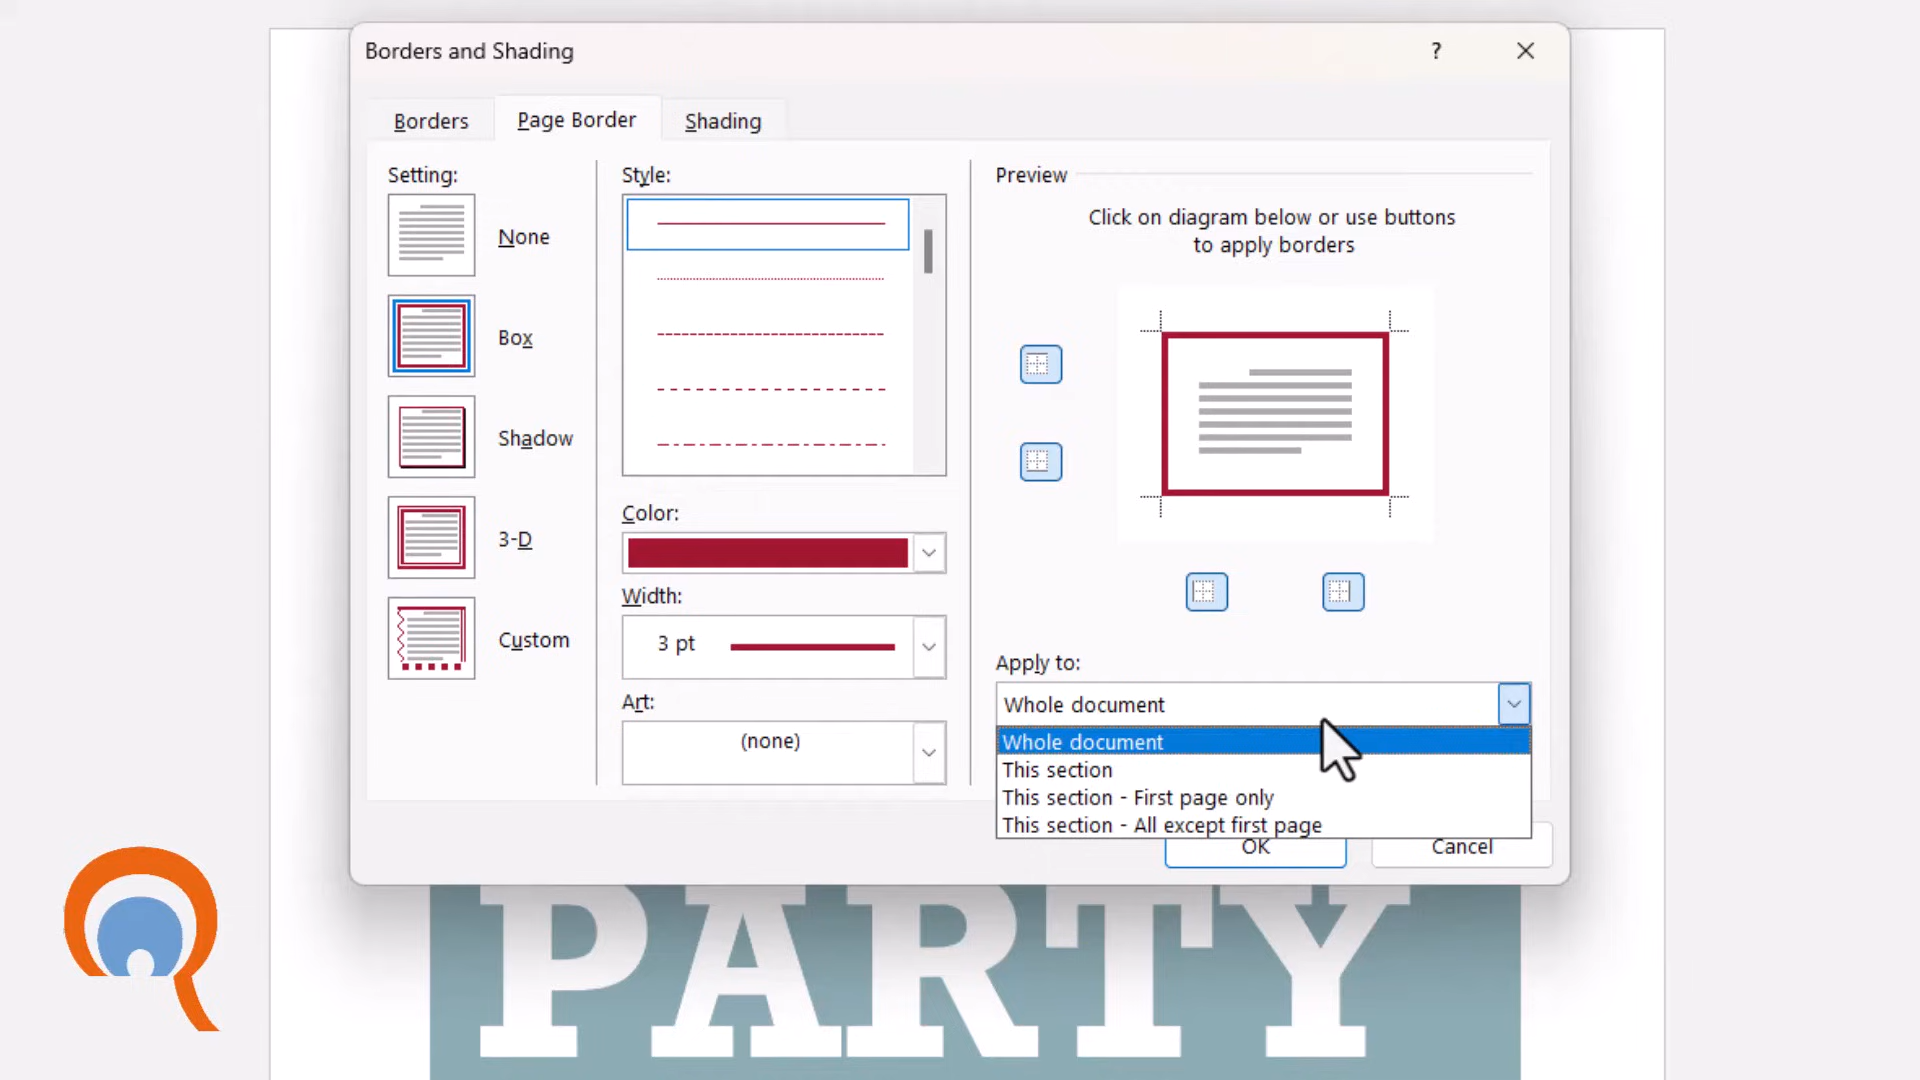 Borders and Shading
?
Borders
Page Border
Shading
Setting:
None
Box
Shadow
3-D
Custom
Style:
Color:
Width:
3 pt
Art:
(none)
Preview
Click on diagram below or use buttons
to apply borders
Apply to:
Whole document
Whole document
This section
This section - First page only
This section - All except first page
OK
Cancel
PARTY